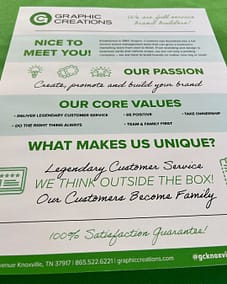 GRAPHIC
CREATIONS
We are full service
brand builders!
NICE TO
MEET YOU!
OUR PASSION
Create, promote and build your brand
OUR CORE VALUES
• DELIVER LEGENDARY CUSTOMER SERVICE • BE POSITIVE • TAKE OWNERSHIP
• DO THE RIGHT THING ALWAYS • TEAM & FAMILY FIRST
WHAT MAKES US UNIQUE?
Legendary Customer Service
WE THINK OUTSIDE THE BOX!
Our Customers Become Family
100% Satisfaction Guarantee!
venue Knoxville, TN 37917 | 865.522.6221 | graphiccreations.com
@gcknoxvi